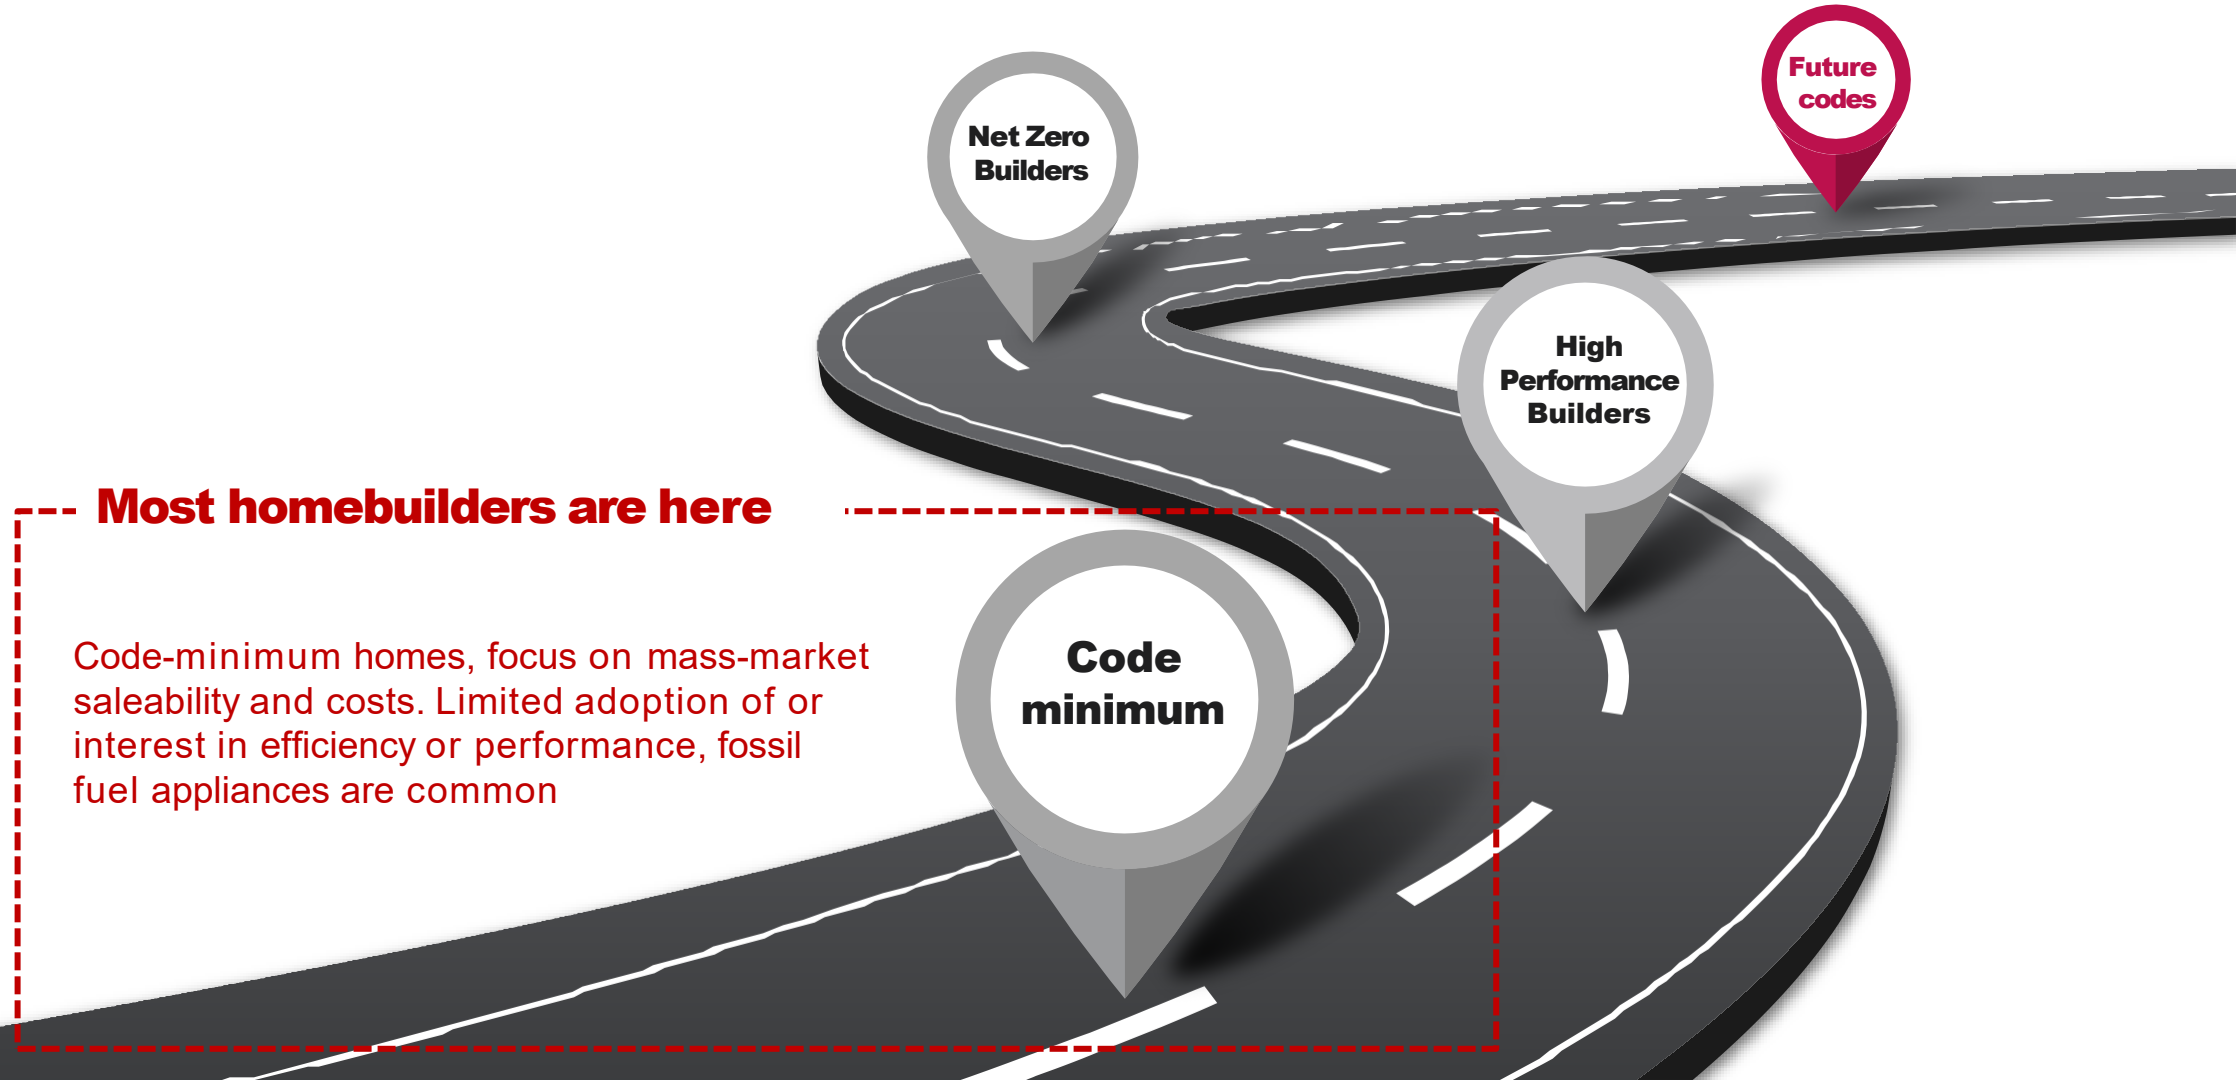 Future
codes
Net Zero
Builders
High
Performance
Builders
Most homebuilders are here
Code-minimum homes, focus on mass-market
saleability and costs. Limited adoption of or
interest in efficiency or performance, fossil
fuel appliances are common
Code
minimum